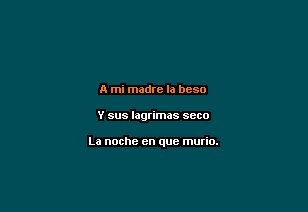 A mi madre la beso
Y sus lagrimas seco
La noche en que murio.